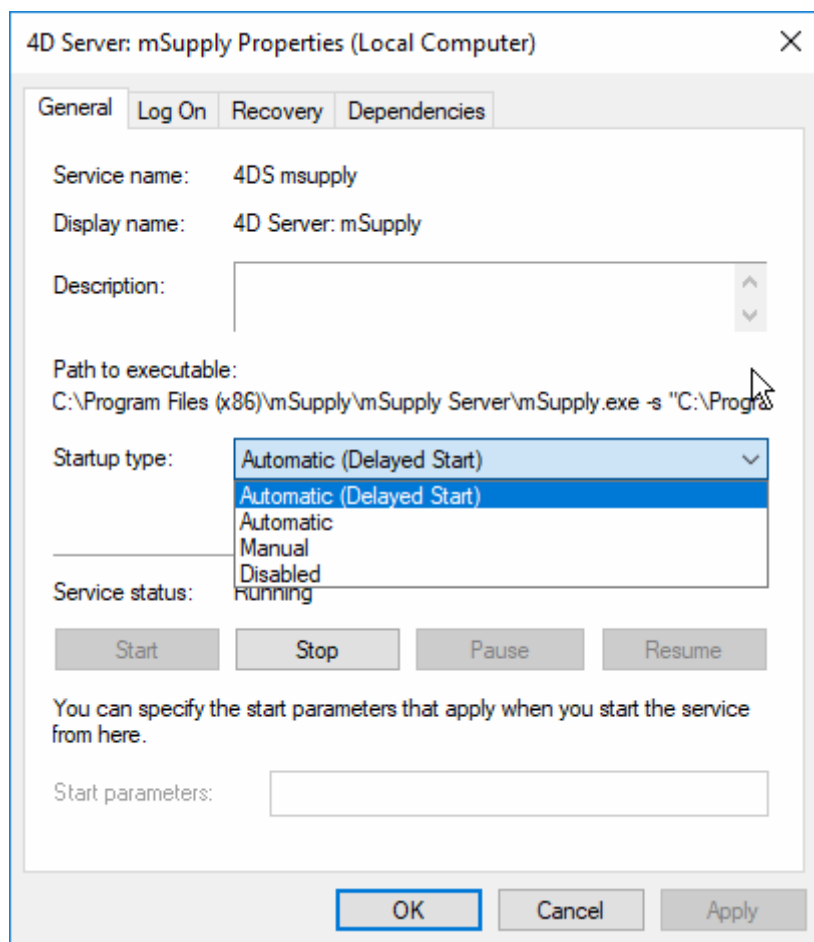 4D Server: mSupply Properties (Local Computer)
General Log On Recovery Dependencies
Service name: 4DS msupply
Display name: 4D Server: mSupply
Description:
Path to executable:
C:\Program Files (x86)\mSupply\mSupply Server\mSupply.exe -s "C:\Progra
Startup type: Automatic (Delayed Start)
Automatic (Delayed Start)
Automatic
Manual
Disabled
Service status: Running
Start Stop Pause Resume
You can specify the start parameters that apply when you start the service
from here.
Start parameters:
OK Cancel Apply